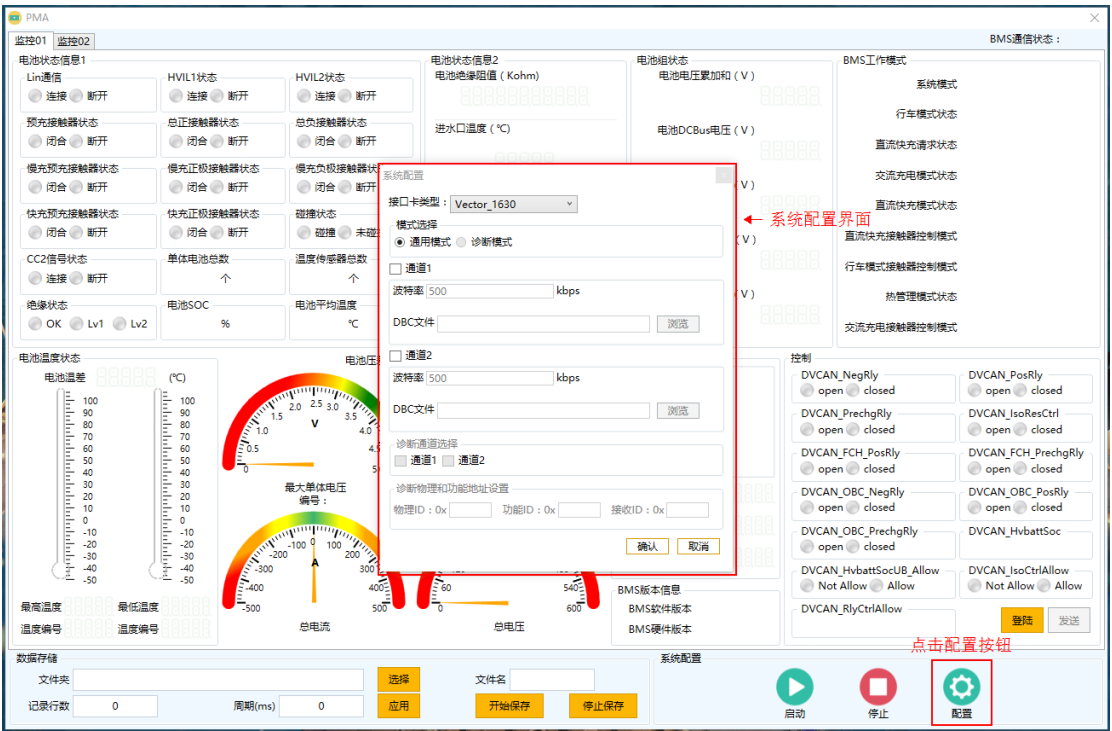 PMA
监控01 监控02
BMS通信状态：
电池状态信息1
Lin通信
连接 断开
HVIL1状态
连接 断开
HVIL2状态
连接 断开
预充接触器状态
闭合 断开
总正接触器状态
闭合 断开
总负接触器状态
闭合 断开
慢充预充接触器状态
闭合 断开
慢充正极接触器状态
闭合 断开
慢充负极接触器状
闭合 断开
快充预充接触器状态
闭合 断开
快充正极接触器状态
闭合 断开
碰撞状态
碰撞 未碰
CC2信号状态
连接 断开
单体电池总数
个
温度传感器总数
个
绝缘状态
OK Lv1 Lv2
电池SOC
%
电池平均温度
℃
电池状态信息2
电池绝缘阻值（Kohm)
进水口温度（℃)
电池组状态
电池电压累加和（V）
电池DCBus电压（V）
V）
(V）
V）
BMS工作模式
系统模式
行车模式状态
直流快充请求状态
交流充电模式状态
直流快充模式状态
直流快充接触器控制模式
行车模式接触器控制模式
热管理模式状态
交流充电接触器控制模式
系统配置
接口卡类型：Vector_1630
模式选择
通用模式 诊断模式
通道1
波特率 500 kbps
DBC文件 浏览
通道2
波特率 500 kbps
DBC文件 浏览
诊断通道选择
通道1 通道2
诊断物理和功能地址设置
物理ID：0x 功能ID：0x 接收ID：0x
确认 取消
← 系统配置界面
电池温度状态
电池温差 (℃)
100 100
90 90
80 80
70 70
60 60
50 50
40 40
30 30
20 20
10 10
0 0
-10 -10
-20 -20
-30 -30
-40 -40
-50 -50
最高温度 最低温度
温度编号 温度编号
电池压
0 0.5 1.0 1.5 2.0 2.5 3.0 3.5 4.0 4.5 5
V
最大单体电压
编号：
-500 -400 -300 -200 -100 0 100 200 300 400 500
A
总电流
0 60 540 600
总电压
BMS版本信息
BMS软件版本
BMS硬件版本
控制
DVCAN_NegRly
open closed
DVCAN_PosRly
open closed
DVCAN_PrechgRly
open closed
DVCAN_IsoResCtrl
open closed
DVCAN_FCH_PosRly
open closed
DVCAN_FCH_PrechgRly
open closed
DVCAN_OBC_NegRly
open closed
DVCAN_OBC_PosRly
open closed
DVCAN_OBC_PrechgRly
open closed
DVCAN_HvbattSoc
DVCAN_HvbattSocUB_Allow
Not Allow Allow
DVCAN_IsoCtrlAllow
Not Allow Allow
DVCAN_RlyCtrlAllow
登陆 发送
点击配置按钮
数据存储
文件夹 选择 文件名
记录行数 0 周期(ms) 0 应用 开始保存 停止保存
系统配置
启动 停止 配置